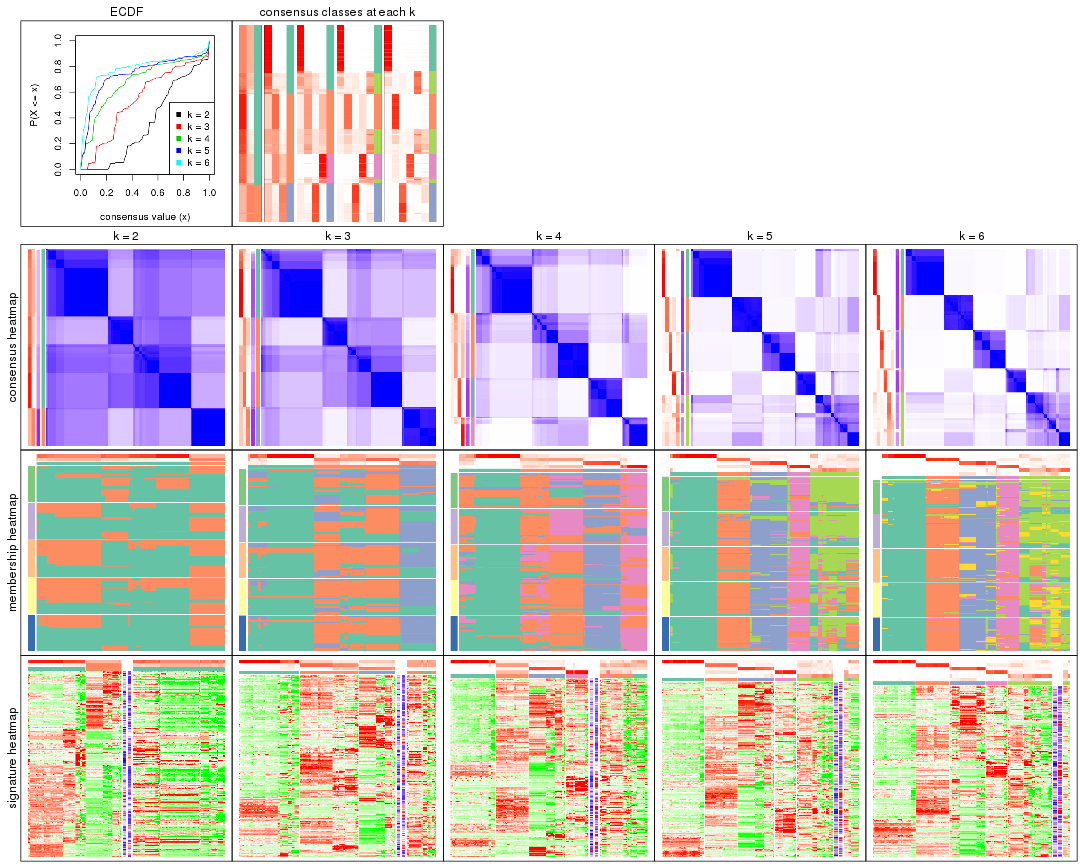 ECDF
consensus classes at each k
P(X <= x)
0.0 0.2 0.4 0.6 0.8 1.0
k = 2
k = 3
k = 4
k = 5
k = 6
0.0 0.2 0.4 0.6 0.8 1.0
consensus value (x)
k = 2 k = 3 k = 4 k = 5 k = 6
consensus heatmap
membership heatmap
signature heatmap